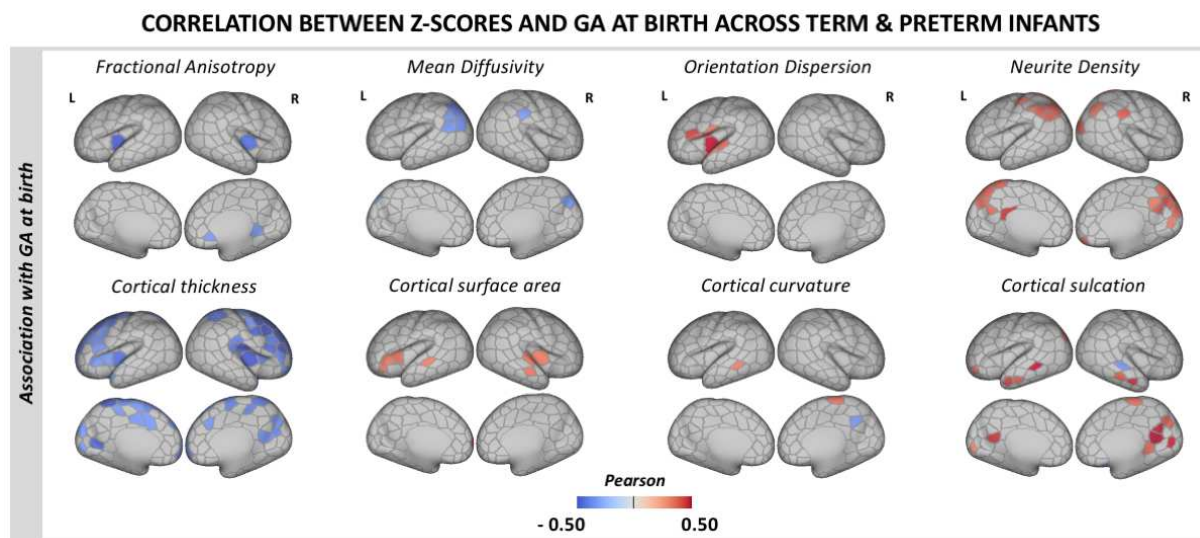 CORRELATION BETWEEN Z-SCORES AND GA AT BIRTH ACROSS TERM & PRETERM INFANTS
Association with GA at birth
Fractional Anisotropy
Mean Diffusivity
Orientation Dispersion
Neurite Density
L
R
L
R
L
R
L
R
Cortical thickness
Cortical surface area
Cortical curvature
Cortical sulcation
Pearson
- 0.50
0.50